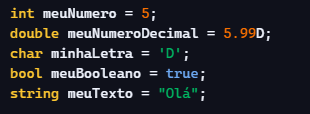 int meuNumero = 5;
double meuNumeroDecimal = 5.99D;
char minhaLetra = 'D';
bool meuBooleano = true;
string meuTexto = "Olá";